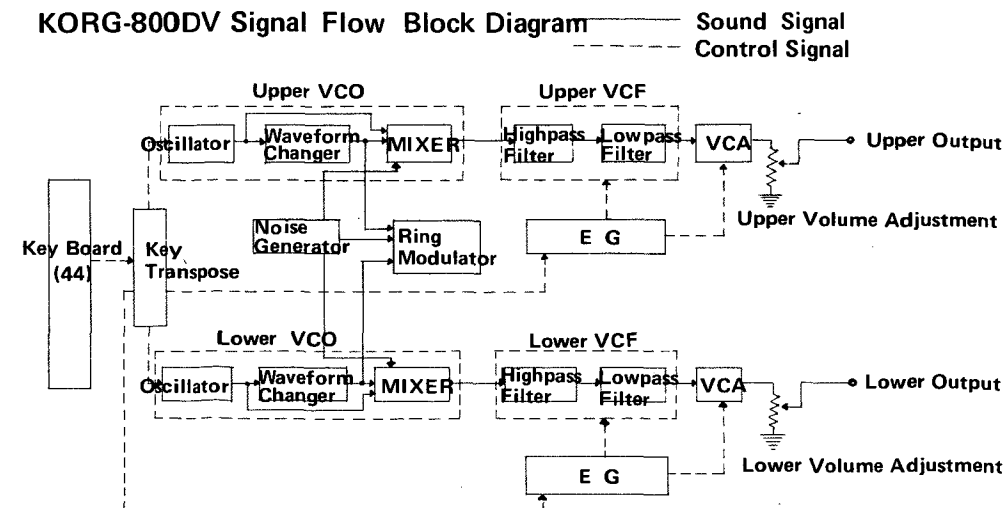 KORG-800DV Signal Flow Block Diagram
Sound Signal
Control Signal
Upper VCO
Upper VCF
Oscillator
Waveform
Changer
MIXER
Highpass
Filter
Lowpass
Filter
VCA
Upper Output
Upper Volume Adjustment
Noise
Generator
Ring
Modulator
E G
Key Board
(44)
Key
Transpose
Lower VCO
Lower VCF
Oscillator
Waveform
Changer
MIXER
Highpass
Filter
Lowpass
Filter
VCA
Lower Output
Lower Volume Adjustment
E G